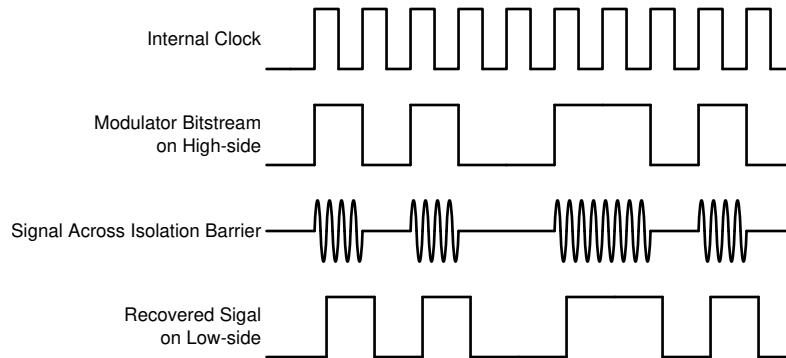 Internal Clock
Modulator Bitstream
on High-side
Signal Across Isolation Barrier
Recovered Sigal
on Low-side